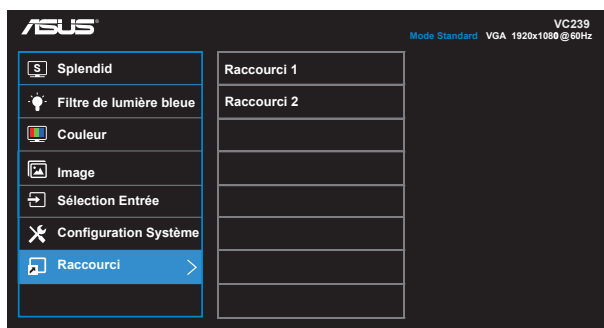 ASUS
VC239
Mode Standard VGA 1920x1080@60Hz
S Splendid
Filtre de lumière bleue
Couleur
Image
Sélection Entrée
Configuration Système
Raccourci >
Raccourci 1
Raccourci 2